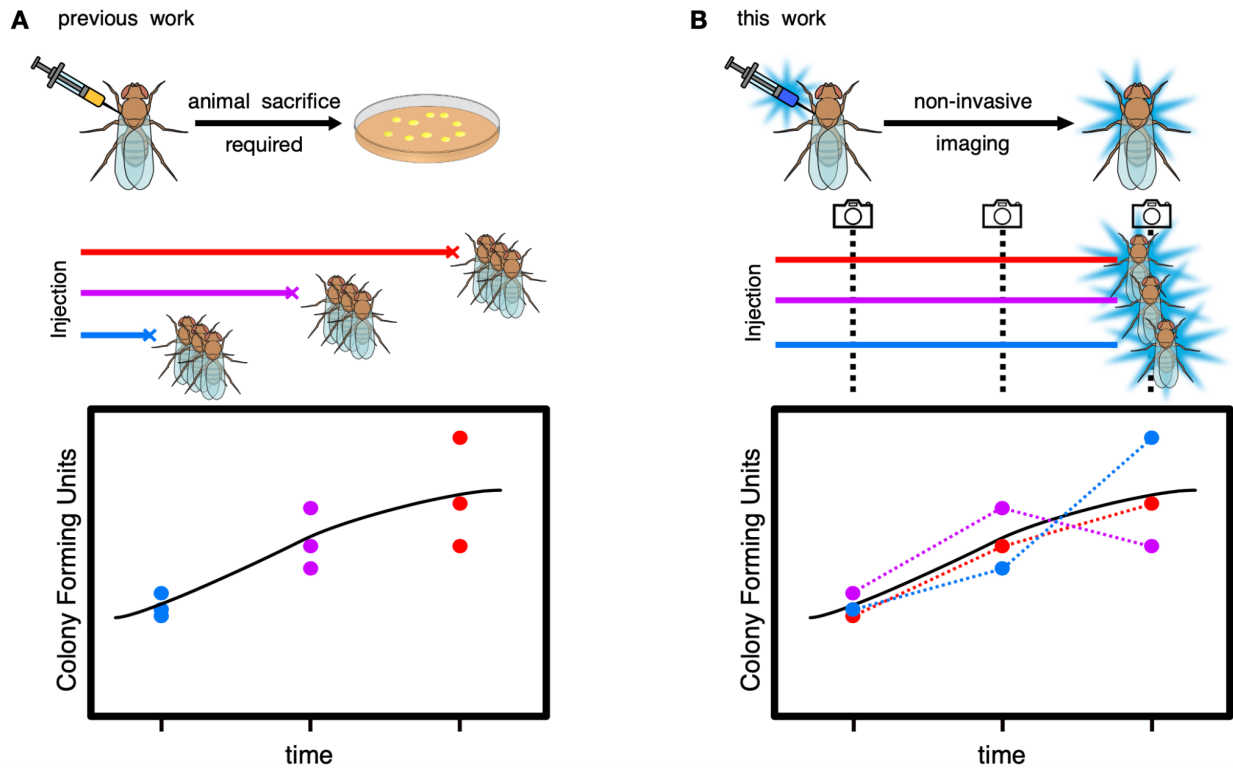 A previous work
animal sacrifice
required
Injection
Colony Forming Units
time
B this work
non-invasive
imaging
Injection
Colony Forming Units
time